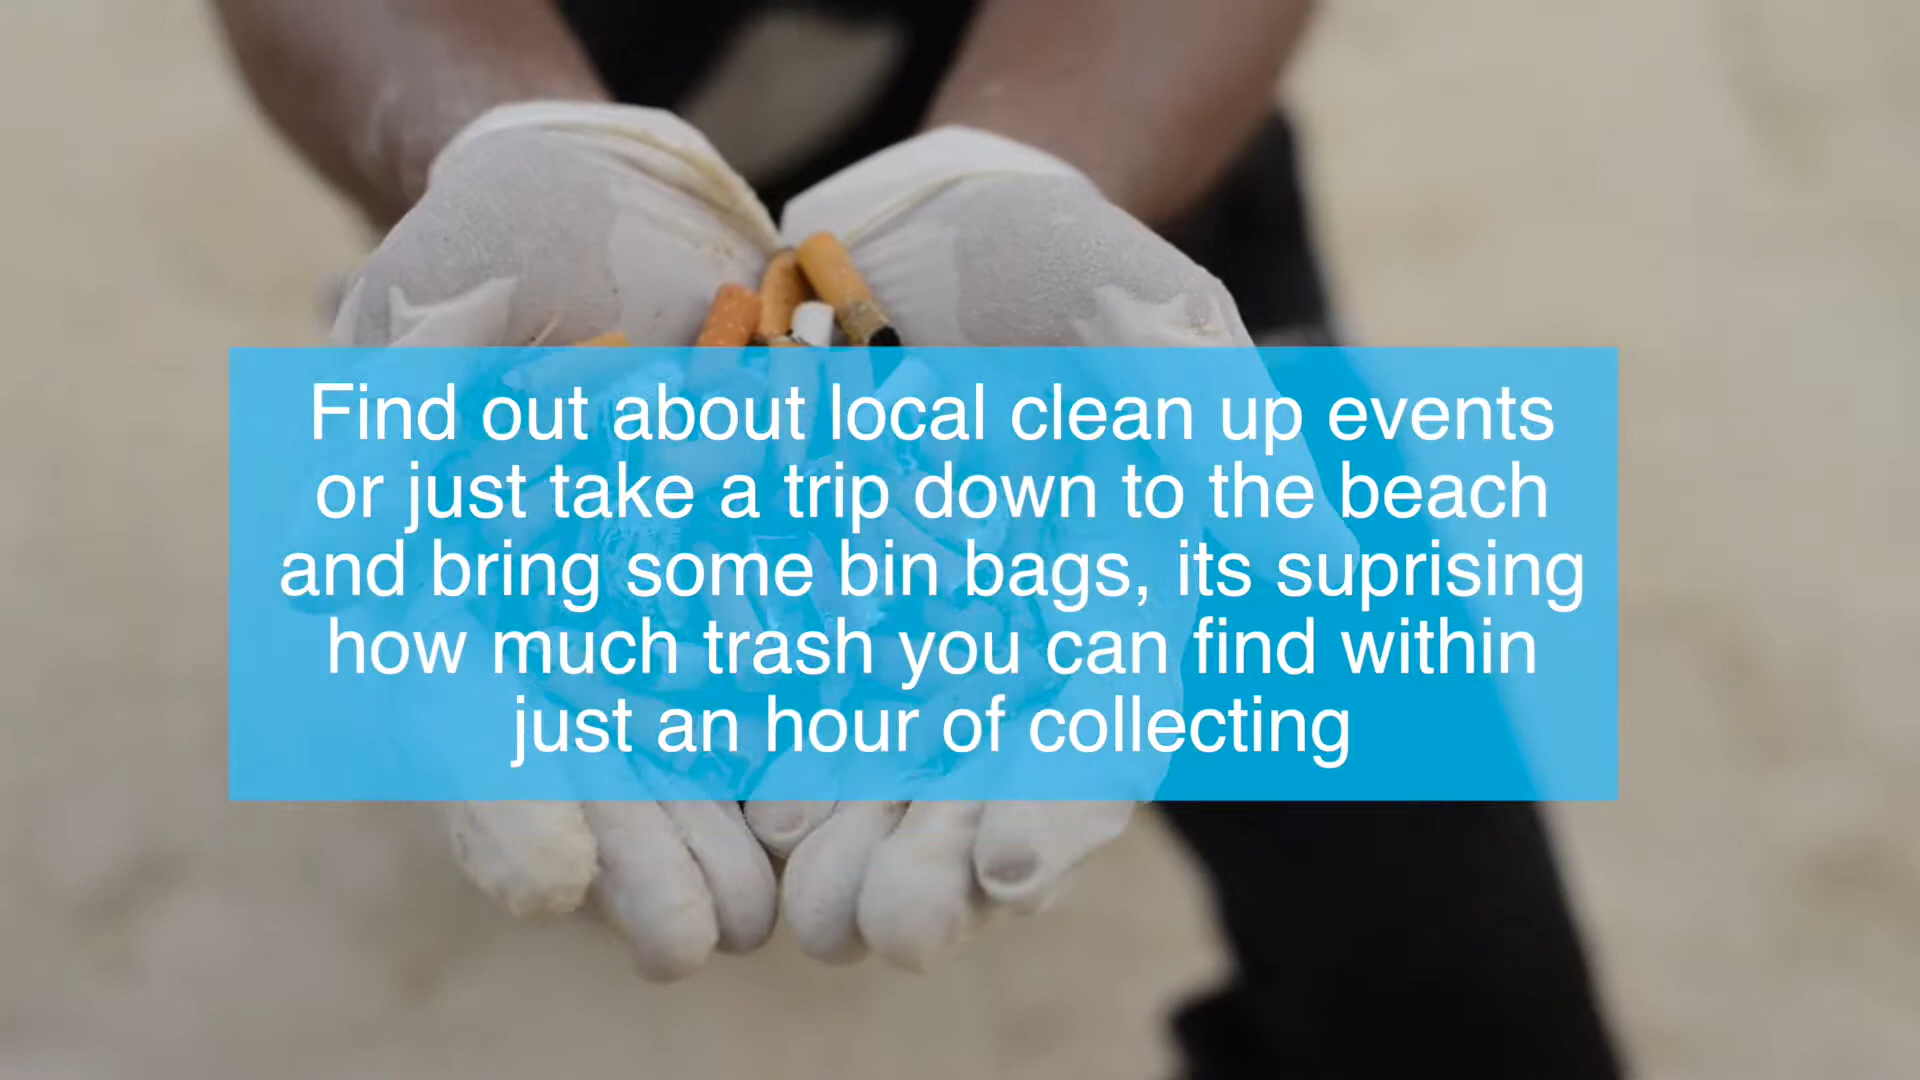 Find out about local clean up events
or just take a trip down to the beach
and bring some bin bags, its suprising
how much trash you can find within
just an hour of collecting